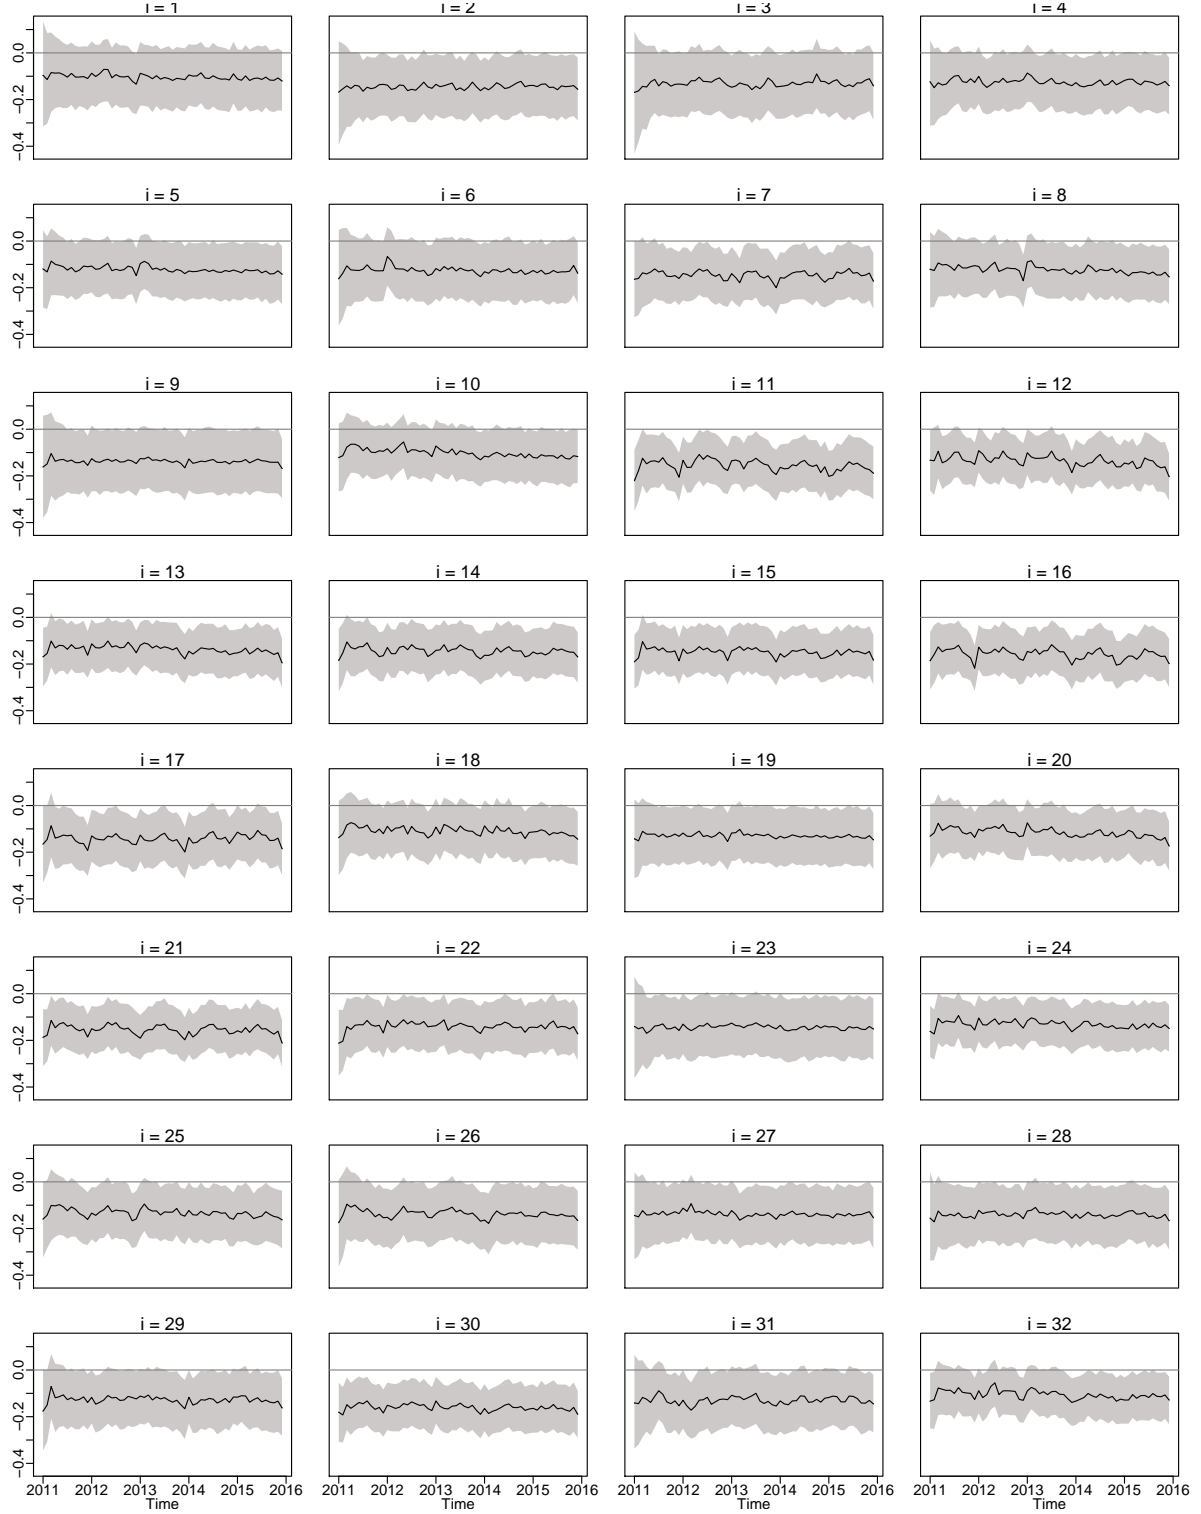 i = 1 i = 2 i = 3 i = 4
0.0
−0.2
−0.4
i = 5 i = 6 i = 7 i = 8
0.0
−0.2
−0.4
i = 9 i = 10 i = 11 i = 12
0.0
−0.2
−0.4
i = 13 i = 14 i = 15 i = 16
0.0
−0.2
−0.4
i = 17 i = 18 i = 19 i = 20
0.0
−0.2
−0.4
i = 21 i = 22 i = 23 i = 24
0.0
−0.2
−0.4
i = 25 i = 26 i = 27 i = 28
0.0
−0.2
−0.4
i = 29 i = 30 i = 31 i = 32
0.0
−0.2
−0.4
2011 2012 2013 2014 2015 2016 2011 2012 2013 2014 2015 2016 2011 2012 2013 2014 2015 2016 2011 2012 2013 2014 2015 2016
Time Time Time Time